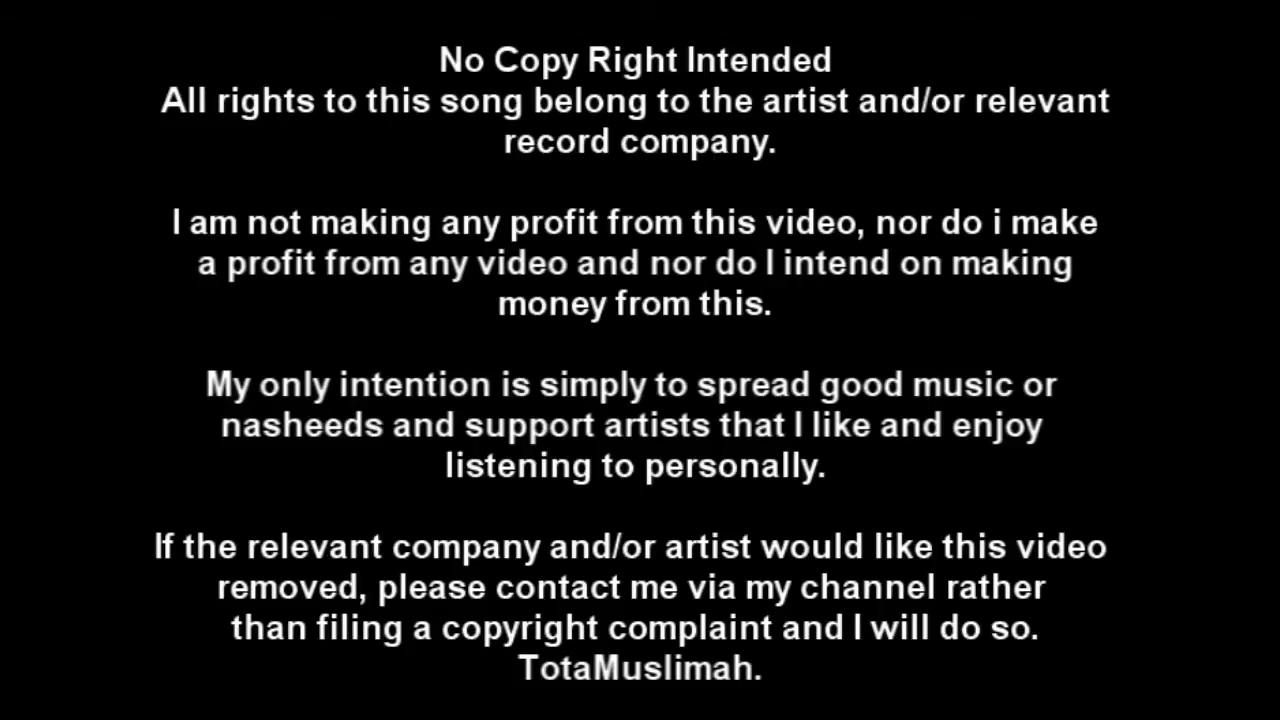 No Copy Right Intended
All rights to this song belong to the artist and/or relevant
record company.
I am not making any profit from this video, nor do i make
a profit from any video and nor do I intend on making
money from this.
My only intention is simply to spread good music or
nasheeds and support artists that I like and enjoy
listening to personally.
If the relevant company and/or artist would like this video
removed, please contact me via my channel rather
than filing a copyright complaint and I will do so.
TotaMuslimah.